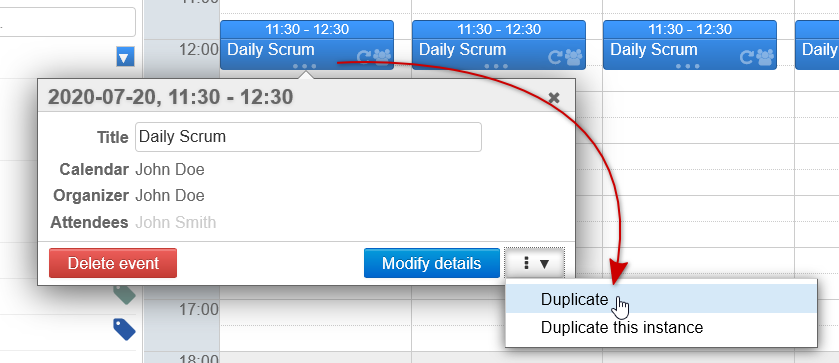 11:00
11:30 - 12:30 11:30 - 12:30 11:30 - 12:30
12:00 Daily Scrum Daily Scrum Daily Scrum
2020-07-20, 11:30 - 12:30
Title Daily Scrum
Calendar John Doe
Organizer John Doe
Attendees John Smith
Delete event Modify details
Duplicate
17:00
Duplicate this instance
18:00